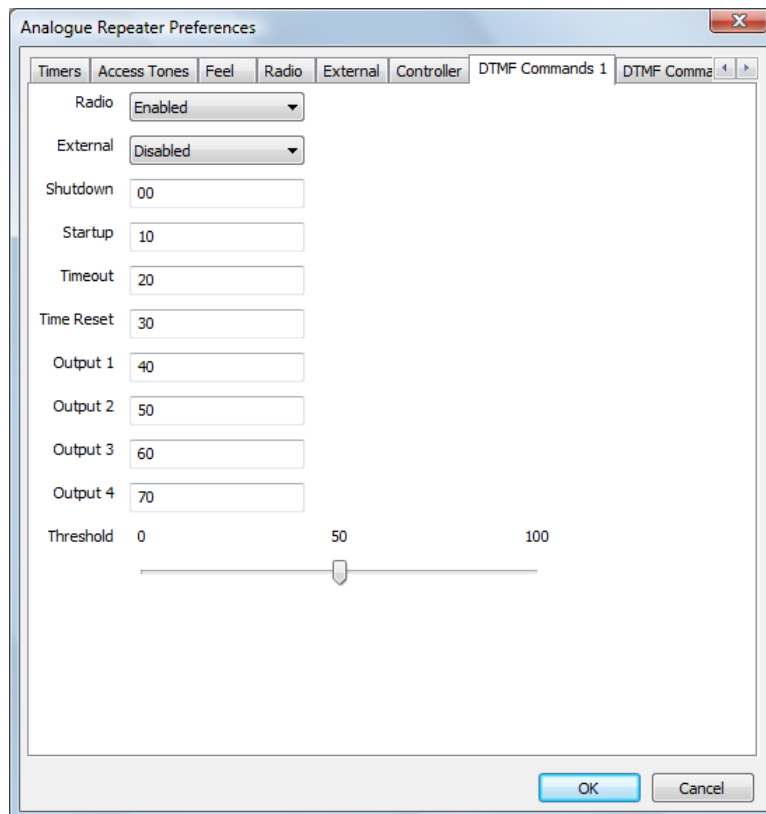 Analogue Repeater Preferences
Timers Access Tones Feel Radio External Controller DTMF Commands 1 DTMF Comma
Radio Enabled
External Disabled
Shutdown 00
Startup 10
Timeout 20
Time Reset 30
Output 1 40
Output 2 50
Output 3 60
Output 4 70
Threshold 0 50 100
OK Cancel